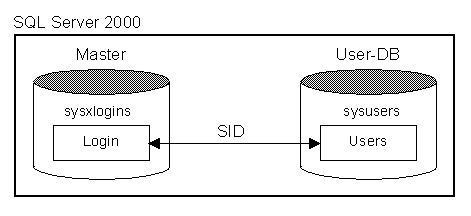 SQL Server 2000
Master
User-DB
sysxlogins
sysusers
Login
SID
Users